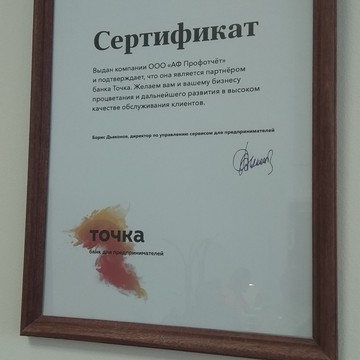 Сертификат
Выдан компании ООО «АФ Профотчёт»
и подтверждает, что она является партнёром
банка Точка. Желаем вам и вашему бизнесу
процветания и дальнейшего развития в высоком
качестве обслуживания клиентов.
Борис Дьяконов, директор по управлению сервисом для предпринимателей
точка
банк для предпринимателей